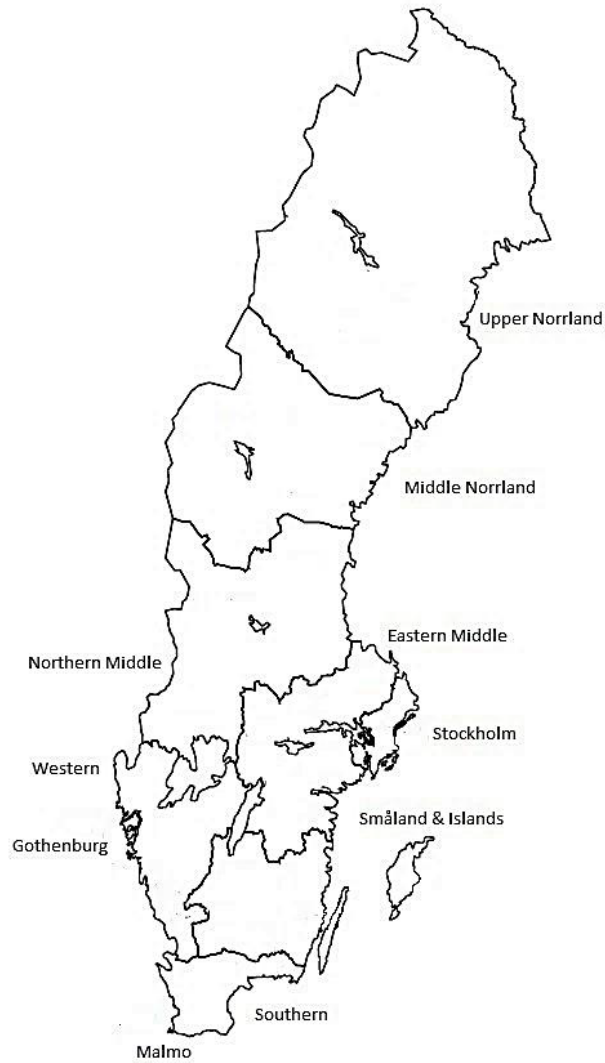 Upper Norrland
Middle Norrland
Eastern Middle
Northern Middle
Stockholm
Western
Småland & Islands
Gothenburg
Southern
Malmo